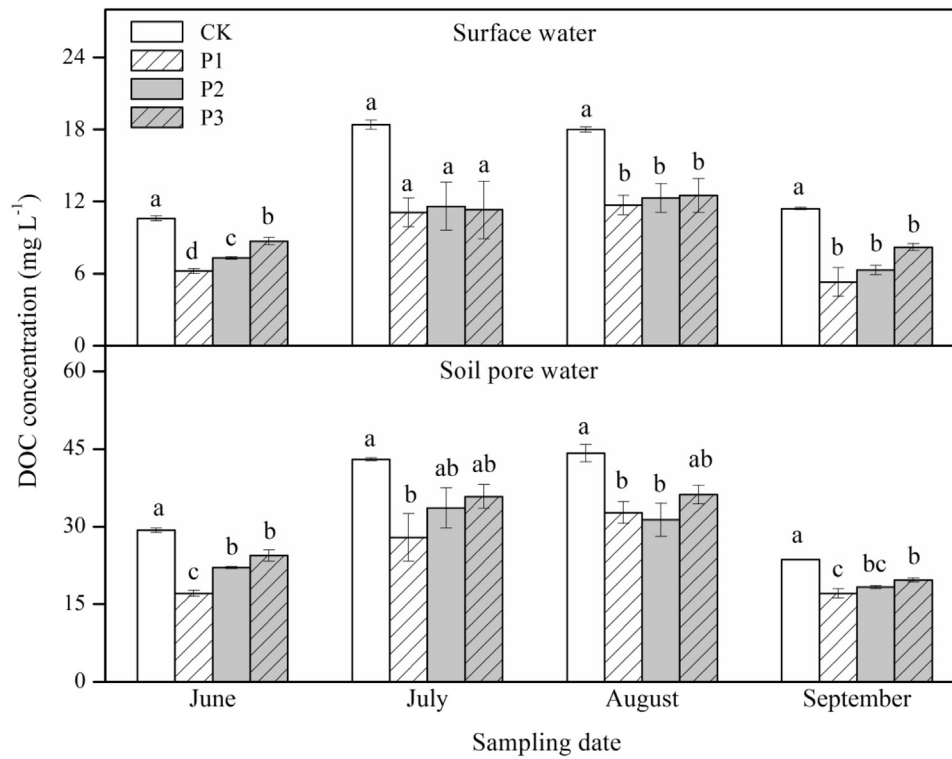 CK
P1
P2
P3
Surface water
24
18
12
6
0
a
d
c
b
a
a
a
a
a
b
b
b
a
b
b
b
DOC concentration (mg L⁻¹)
Soil pore water
60
45
30
15
0
a
c
b
b
a
b
ab
ab
a
b
b
ab
a
c
bc
b
June
July
August
September
Sampling date